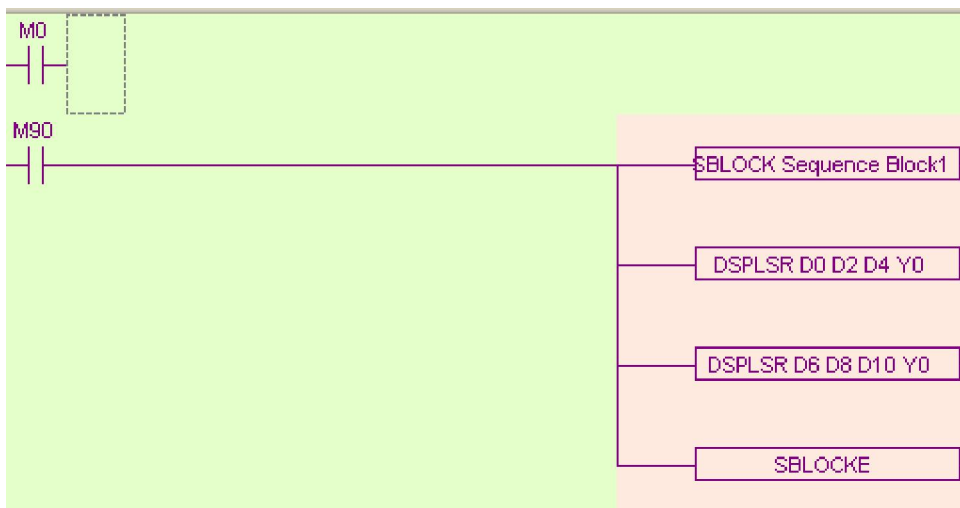 M0
M90
SBLOCK Sequence Block1
DSPLSR D0 D2 D4 Y0
DSPLSR D6 D8 D10 Y0
SBLOCKE